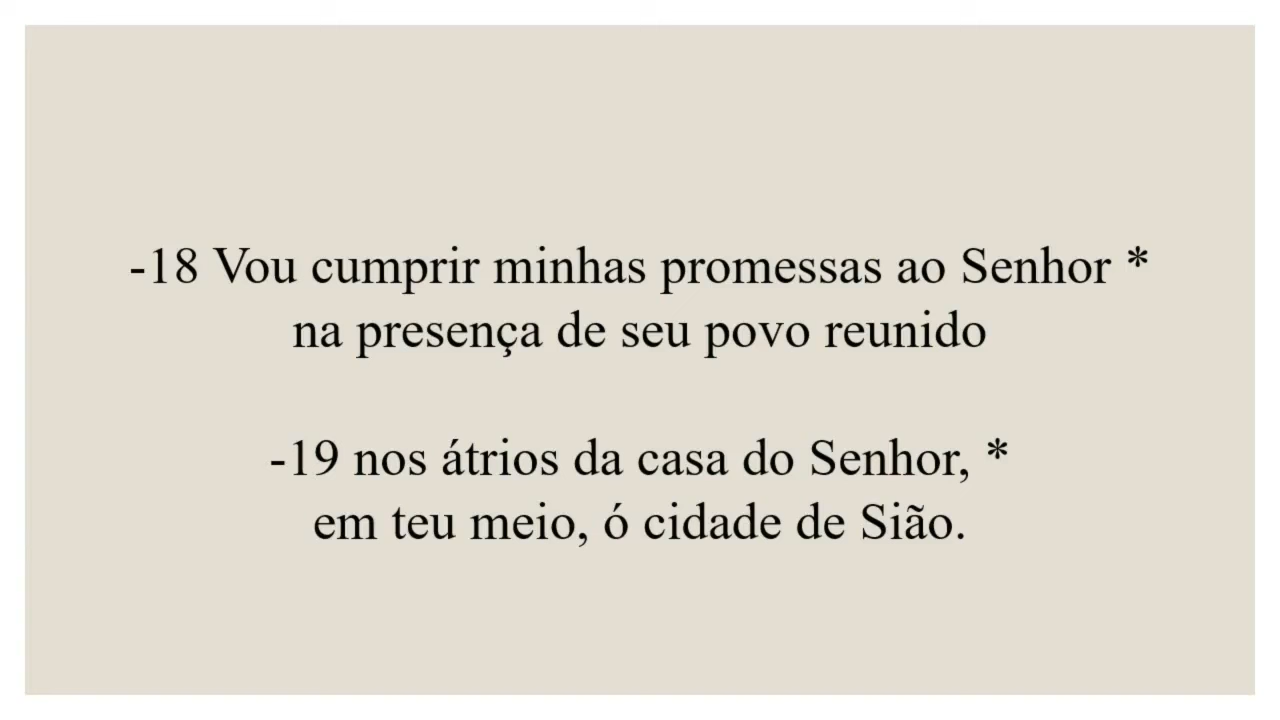 -18 Vou cumprir minhas promessas ao Senhor *
na presença de seu povo reunido
-19 nos átrios da casa do Senhor, *
em teu meio, ó cidade de Sião.